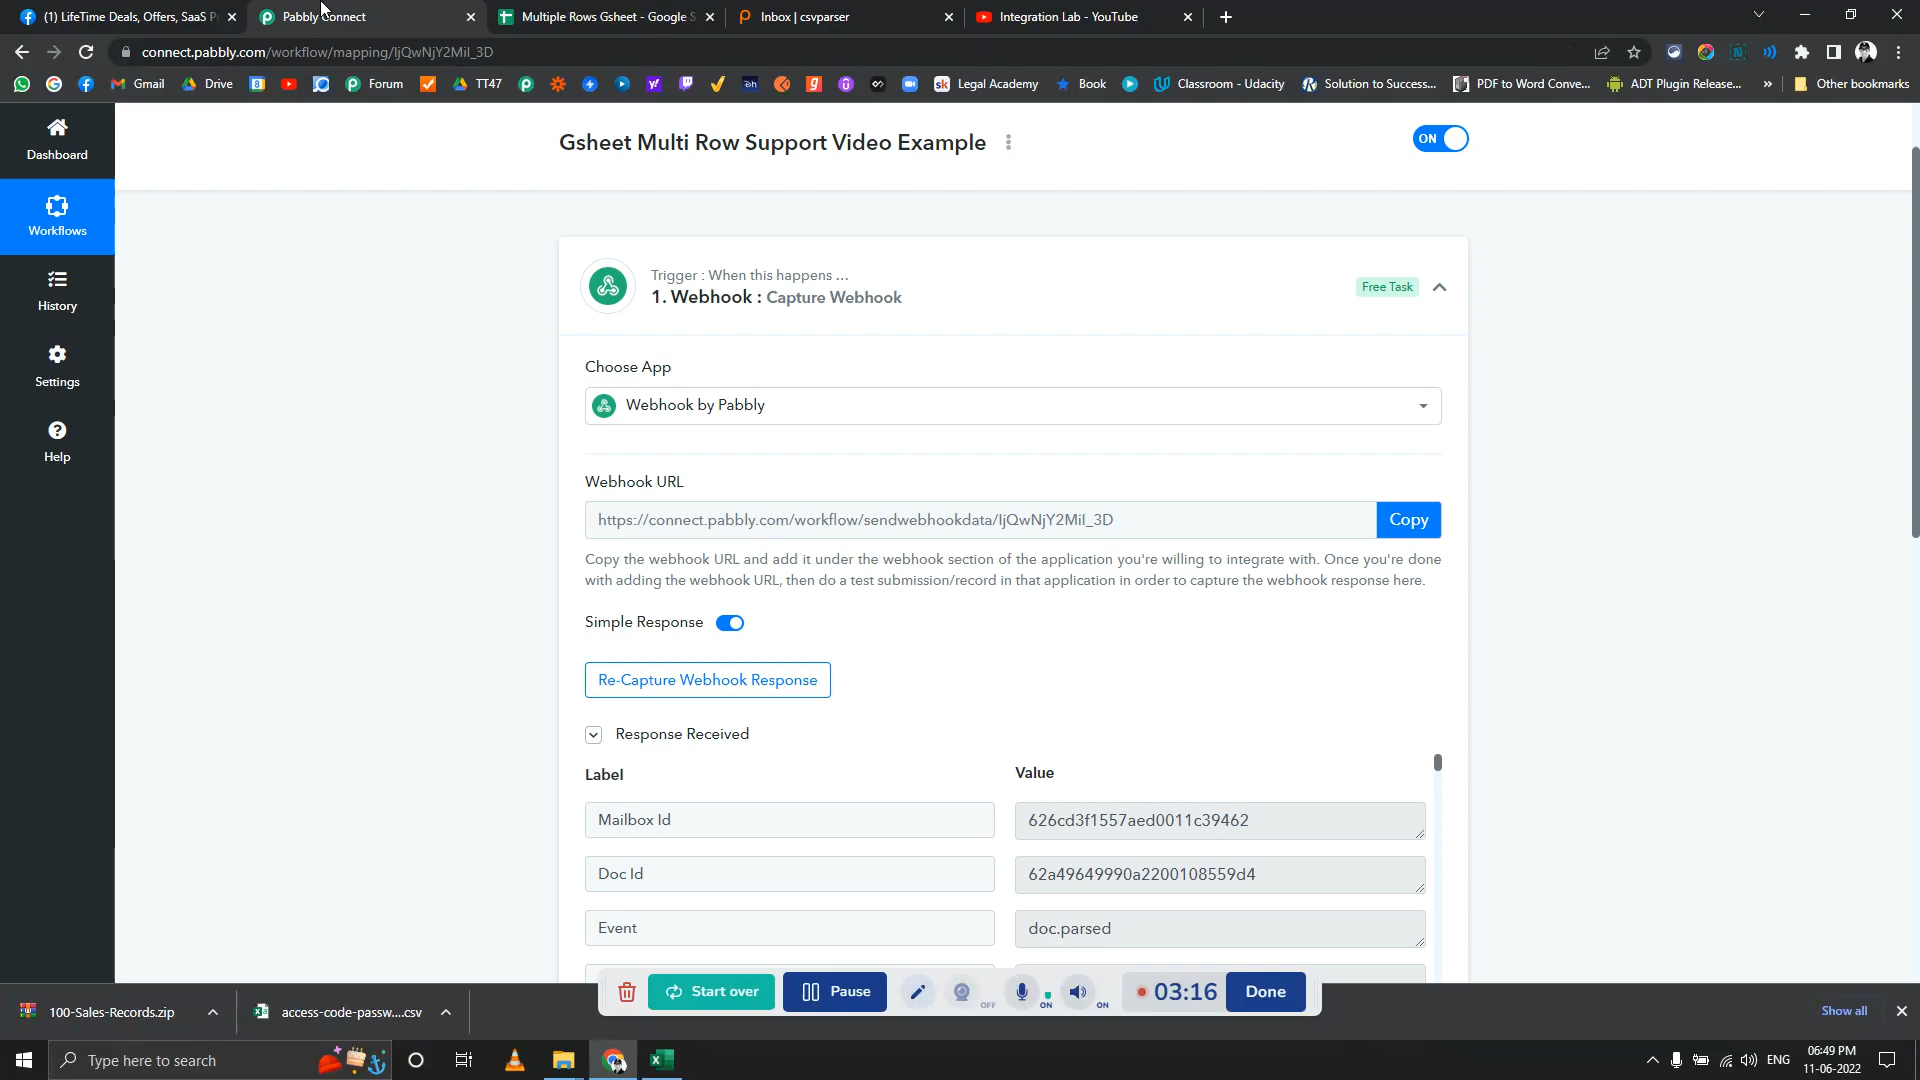 (1) LifeTime Deals, Offers, SaaS P
Pabbly Connect
Multiple Rows Gsheet - Google S
Inbox | csvparser
Integration Lab - YouTube
connect.pabbly.com/workflow/mapping/IjQwNjY2MiI_3D
Gmail
Drive
Forum
TT47
Legal Academy
Book
Classroom - Udacity
Solution to Success...
PDF to Word Conve...
ADT Plugin Release...
Other bookmarks
Dashboard
Workflows
History
Settings
Help
Gsheet Multi Row Support Video Example
ON
Trigger : When this happens ...
1. Webhook : Capture Webhook
Free Task
Choose App
Webhook by Pabbly
Webhook URL
https://connect.pabbly.com/workflow/sendwebhookdata/IjQwNjY2MiI_3D
Copy
Copy the webhook URL and add it under the webhook section of the application you're willing to integrate with. Once you're done
with adding the webhook URL, then do a test submission/record in that application in order to capture the webhook response here.
Simple Response
Re-Capture Webhook Response
Response Received
Label
Value
Mailbox Id
626cd3f1557aed0011c39462
Doc Id
62a49649990a2200108559d4
Event
doc.parsed
Start over
Pause
OFF
ON
ON
03:16
Done
100-Sales-Records.zip
access-code-passw....csv
Show all
Type here to search
ENG
06:49 PM
11-06-2022